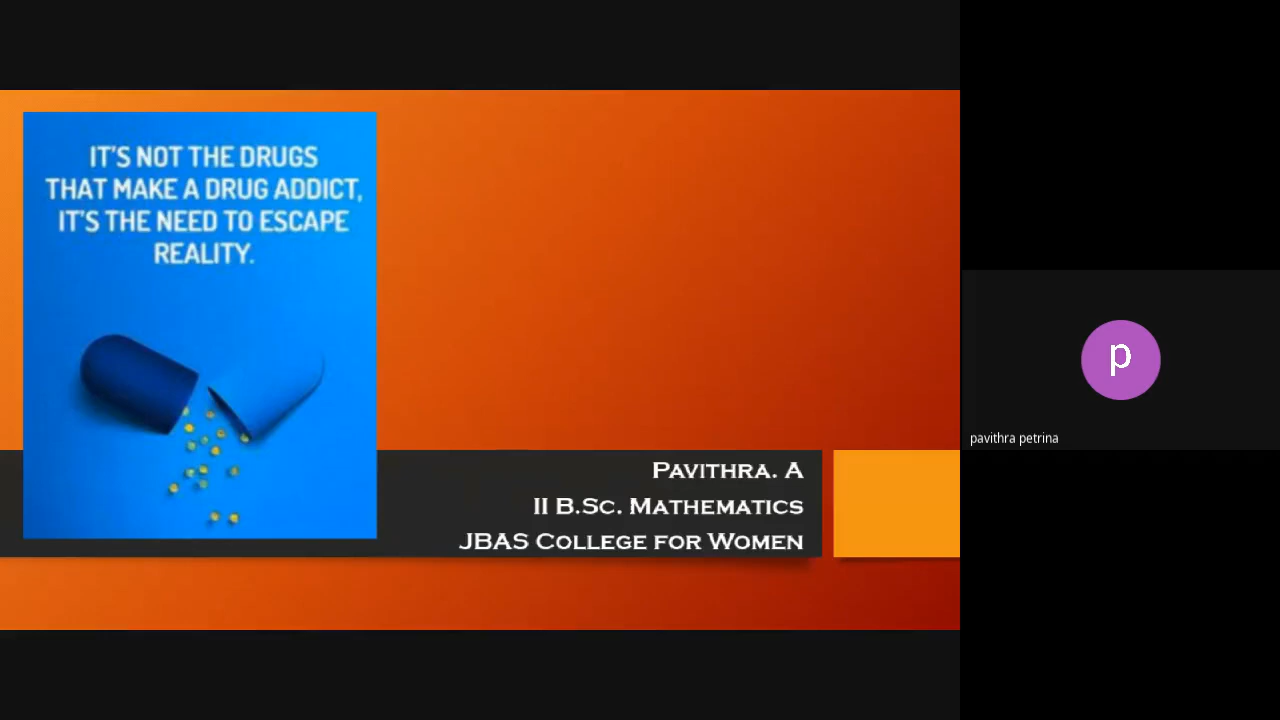 IT'S NOT THE DRUGS
THAT MAKE A DRUG ADDICT,
IT'S THE NEED TO ESCAPE
REALITY.
PAVITHRA. A
II B.SC. MATHEMATICS
JBAS COLLEGE FOR WOMEN
p
pavithra petrina